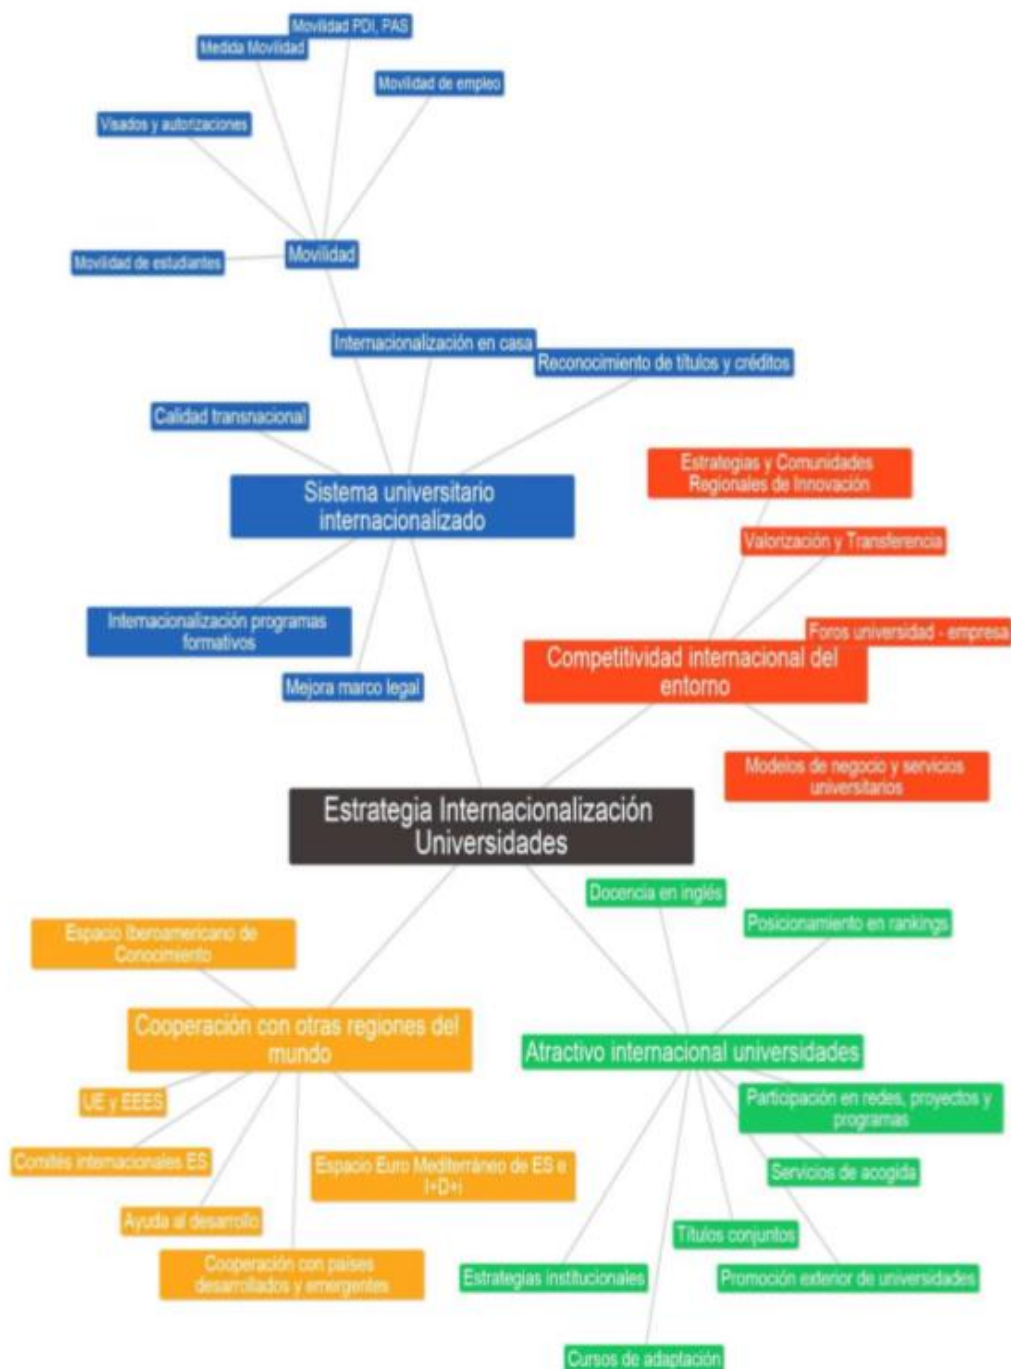 Movilidad PDI, PAS
Medida Movilidad
Movilidad de empleo
Visados y autorizaciones
Movilidad
Movilidad de estudiantes
Internacionalización en casa
Reconocimiento de títulos y créditos
Calidad transnacional
Sistema universitario
internacionalizado
Internacionalización programas
formativos
Mejora marco legal
Estrategias y Comunidades
Regionales de Innovación
Valorización y Transferencia
Foros universidad - empresa
Competitividad internacional del
entorno
Modelos de negocio y servicios
universitarios
Estrategia Internacionalización
Universidades
Espacio Iberoamericano de
Conocimiento
Cooperación con otras regiones del
mundo
UE y EEES
Comités internacionales ES
Espacio Euro Mediterráneo de ES e
I+D+i
Ayuda al desarrollo
Cooperación con países
desarrollados y emergentes
Docencia en inglés
Posicionamiento en rankings
Atractivo internacional universidades
Participación en redes, proyectos y
programas
Servicios de acogida
Títulos conjuntos
Estrategias institucionales
Promoción exterior de universidades
Cursos de adaptación